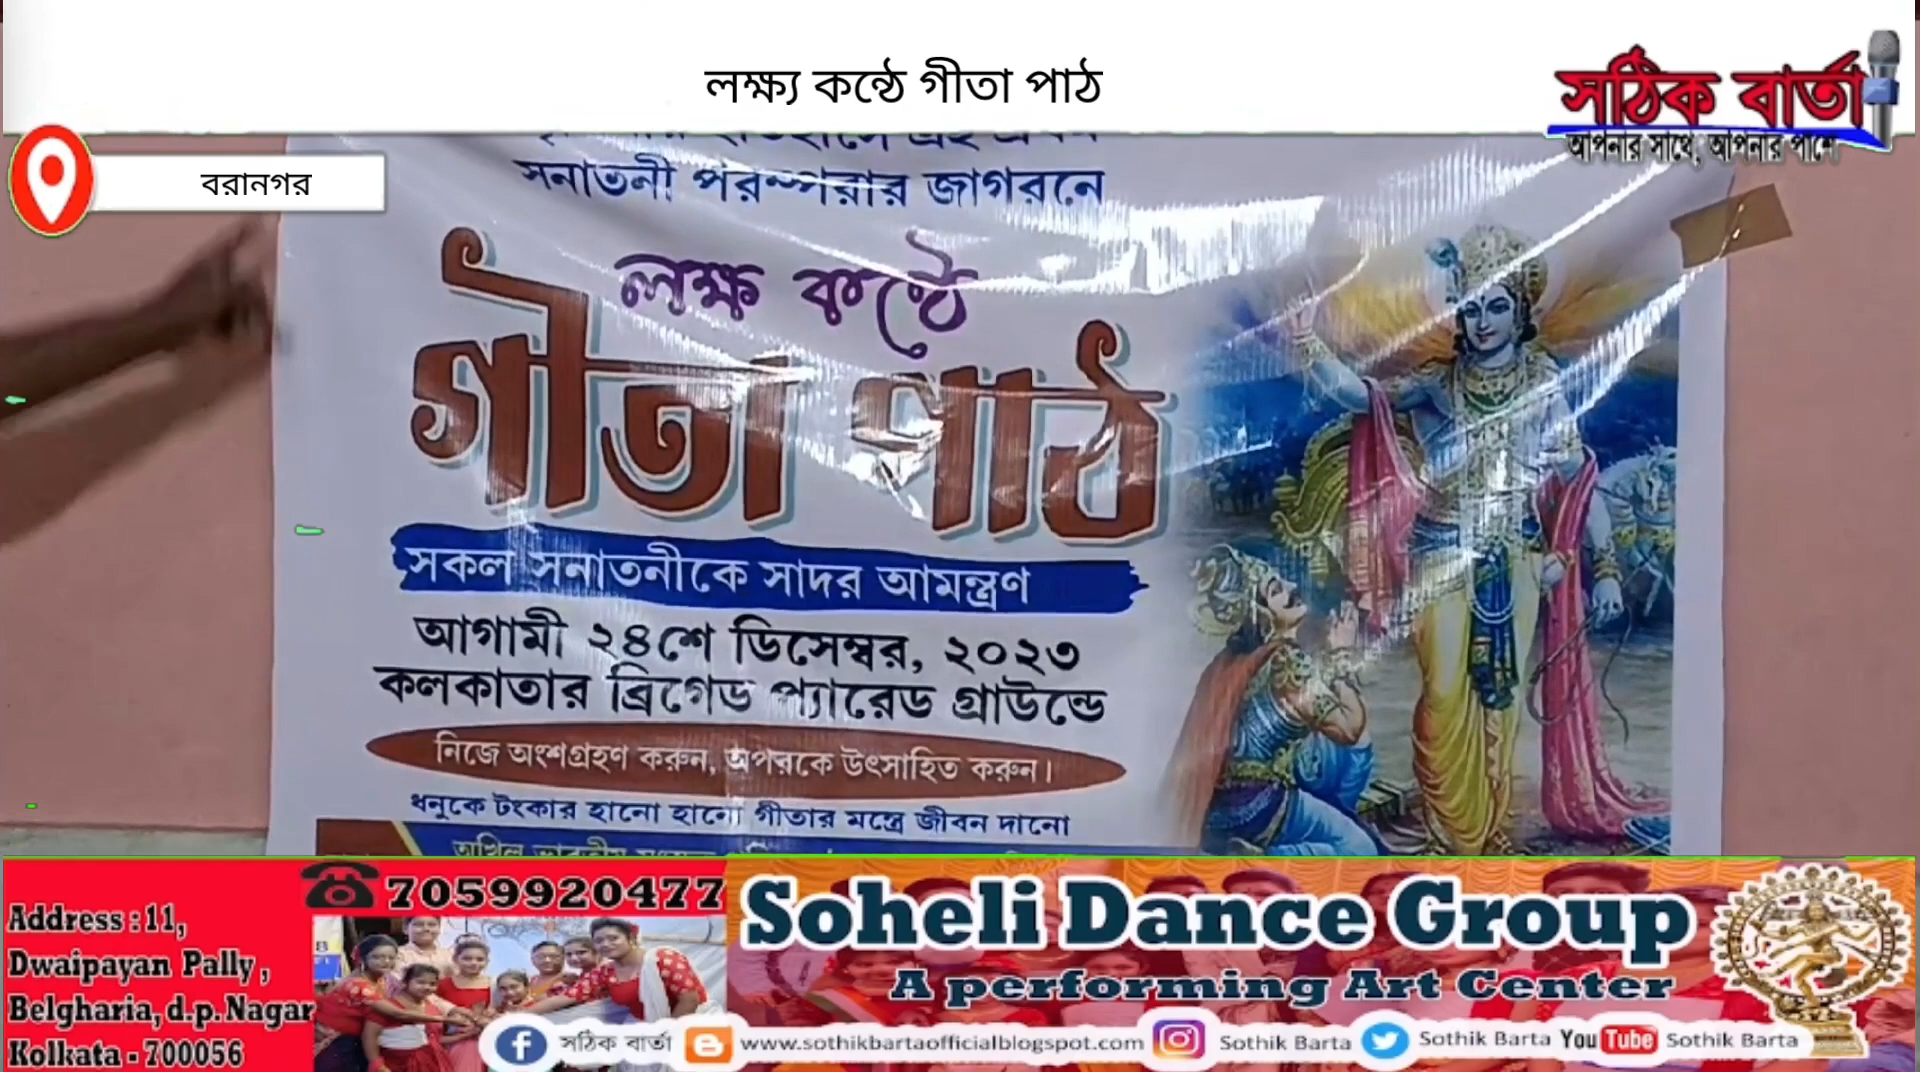 লক্ষ্য কন্ঠে গীতা পাঠ
সঠিক বার্তা
আপনার সাথে, আপনার পাশে
বরানগর
সনাতনী পরম্পরার জাগরনে
লক্ষ কণ্ঠে
গীতা পাঠ
সকল সনাতনীকে সাদর আমন্ত্রণ
আগামী ২৪শে ডিসেম্বর, ২০২৩
কলকাতার ব্রিগেড প্যারেড গ্রাউন্ডে
নিজে অংশগ্রহণ করুন, অপরকে উৎসাহিত করুন।
ধনুকে টংকার হানো হানো গীতার মন্ত্রে জীবন দানো
7059920477
Address : 11,
Dwaipayan Pally,
Belgharia, d.p. Nagar
Kolkata - 700056
Soheli Dance Group
A performing Art Center
সঠিক বার্তা www.sothikbartaofficialblogspot.com Sothik Barta Sothik Barta YouTube Sothik Barta